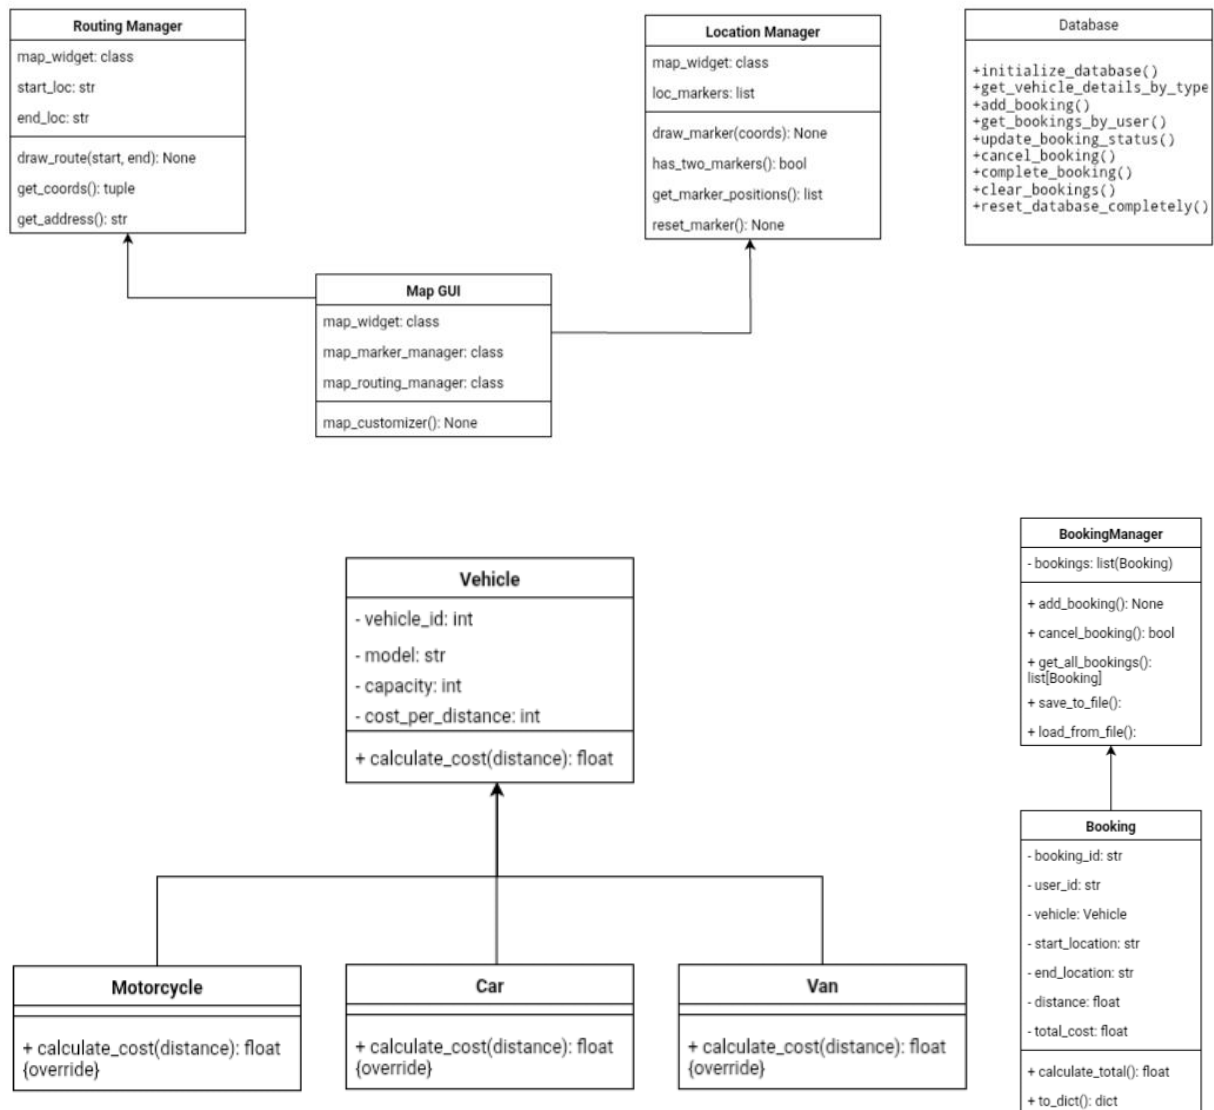 Routing Manager
map_widget: class
start_loc: str
end_loc: str
draw_route(start, end): None
get_coords(): tuple
get_address(): str
Location Manager
map_widget: class
loc_markers: list
draw_marker(coords): None
has_two_markers(): bool
get_marker_positions(): list
reset_marker(): None
Database
+initialize_database()
+get_vehicle_details_by_type
+add_booking()
+get_bookings_by_user()
+update_booking_status()
+cancel_booking()
+complete_booking()
+clear_bookings()
+reset_database_completely()
Map GUI
map_widget: class
map_marker_manager: class
map_routing_manager: class
map_customizer(): None
Vehicle
- vehicle_id: int
- model: str
- capacity: int
- cost_per_distance: int
+ calculate_cost(distance): float
Motorcycle
+ calculate_cost(distance): float
{override}
Car
+ calculate_cost(distance): float
{override}
Van
+ calculate_cost(distance): float
{override}
BookingManager
- bookings: list(Booking)
+ add_booking(): None
+ cancel_booking(): bool
+ get_all_bookings():
list[Booking]
+ save_to_file():
+ load_from_file():
Booking
- booking_id: str
- user_id: str
- vehicle: Vehicle
- start_location: str
- end_location: str
- distance: float
- total_cost: float
+ calculate_total(): float
+ to_dict(): dict